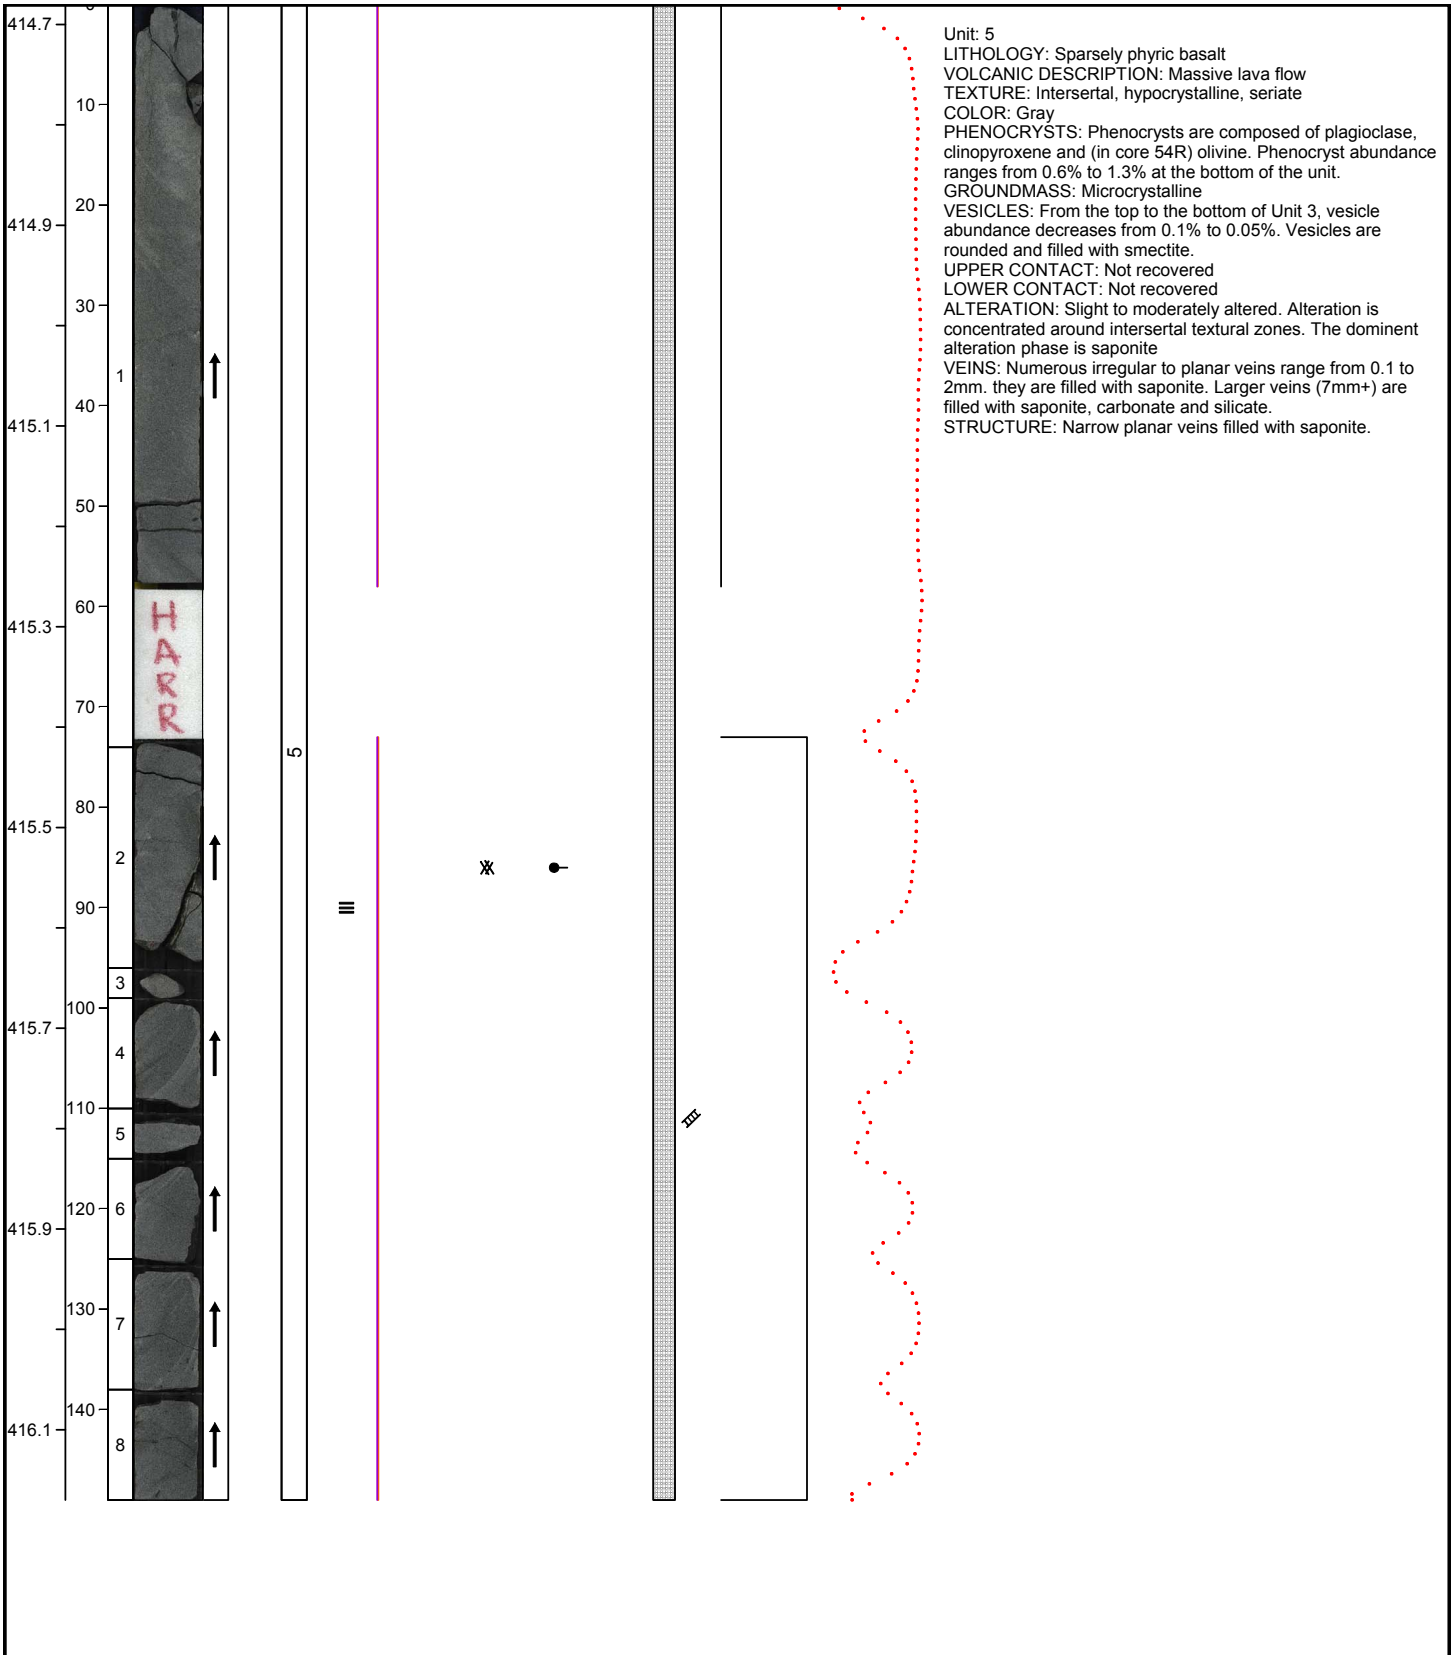 0
414.7
10
20
414.9
30
1
40
415.1
50
60
415.3
H
A
R
R
70
5
80
415.5
2
90
3
100
415.7
4
110
5
6
120
415.9
130
7
140
416.1
8
Unit: 5
LITHOLOGY: Sparsely phyric basalt
VOLCANIC DESCRIPTION: Massive lava flow
TEXTURE: Intersertal, hypocrystalline, seriate
COLOR: Gray
PHENOCRYSTS: Phenocrysts are composed of plagioclase,
clinopyroxene and (in core 54R) olivine. Phenocryst abundance
ranges from 0.6% to 1.3% at the bottom of the unit.
GROUNDMASS: Microcrystalline
VESICLES: From the top to the bottom of Unit 3, vesicle
abundance decreases from 0.1% to 0.05%. Vesicles are
rounded and filled with smectite.
UPPER CONTACT: Not recovered
LOWER CONTACT: Not recovered
ALTERATION: Slight to moderately altered. Alteration is
concentrated around intersertal textural zones. The dominent
alteration phase is saponite
VEINS: Numerous irregular to planar veins range from 0.1 to
2mm. they are filled with saponite. Larger veins (7mm+) are
filled with saponite, carbonate and silicate.
STRUCTURE: Narrow planar veins filled with saponite.